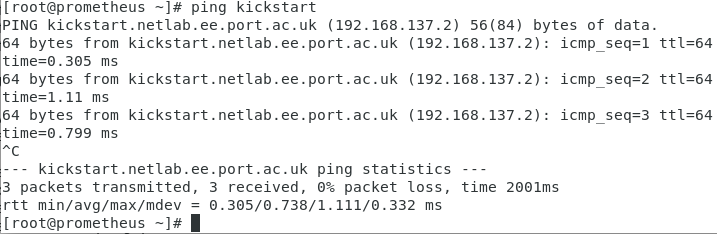 [root@prometheus ~]# ping kickstart
PING kickstart.netlab.ee.port.ac.uk (192.168.137.2) 56(84) bytes of data.
64 bytes from kickstart.netlab.ee.port.ac.uk (192.168.137.2): icmp_seq=1 ttl=64
time=0.305 ms
64 bytes from kickstart.netlab.ee.port.ac.uk (192.168.137.2): icmp_seq=2 ttl=64
time=1.11 ms
64 bytes from kickstart.netlab.ee.port.ac.uk (192.168.137.2): icmp_seq=3 ttl=64
time=0.799 ms
^C
--- kickstart.netlab.ee.port.ac.uk ping statistics ---
3 packets transmitted, 3 received, 0% packet loss, time 2001ms
rtt min/avg/max/mdev = 0.305/0.738/1.111/0.332 ms
[root@prometheus ~]#